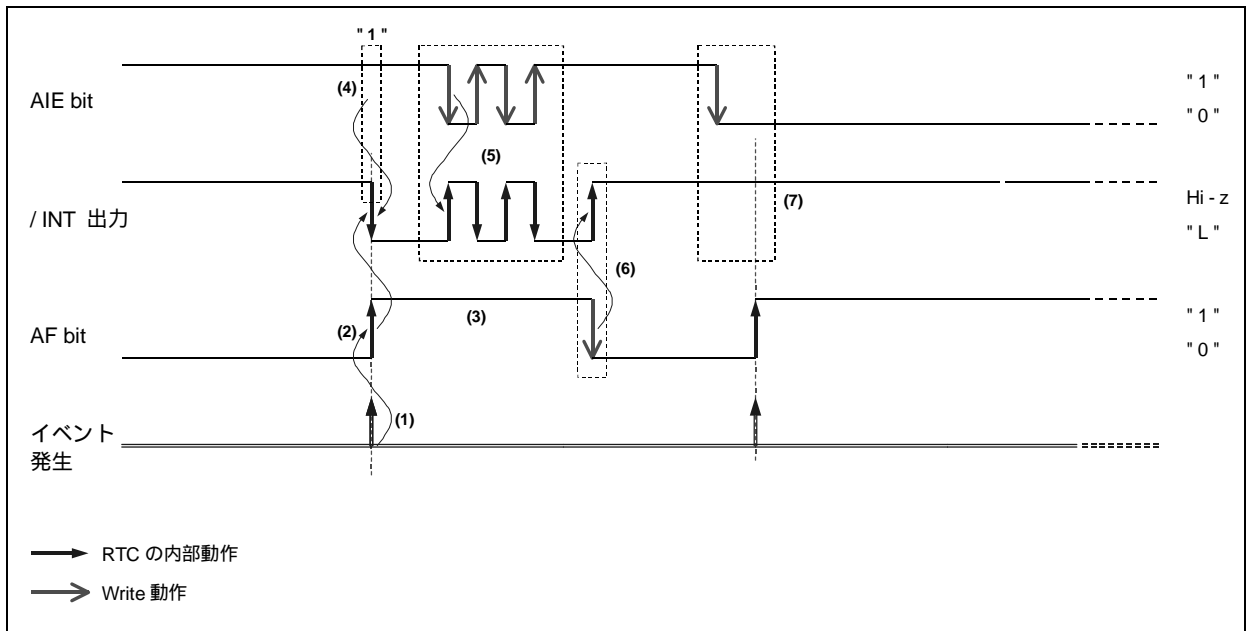 " 1 "
(4)
AIE bit
" 1 "
" 0 "
(5)
/ INT 出力
(7)
Hi - z
" L "
(6)
(2)
(3)
AF bit
" 1 "
" 0 "
(1)
イベント
発生
RTC の内部動作
Write 動作